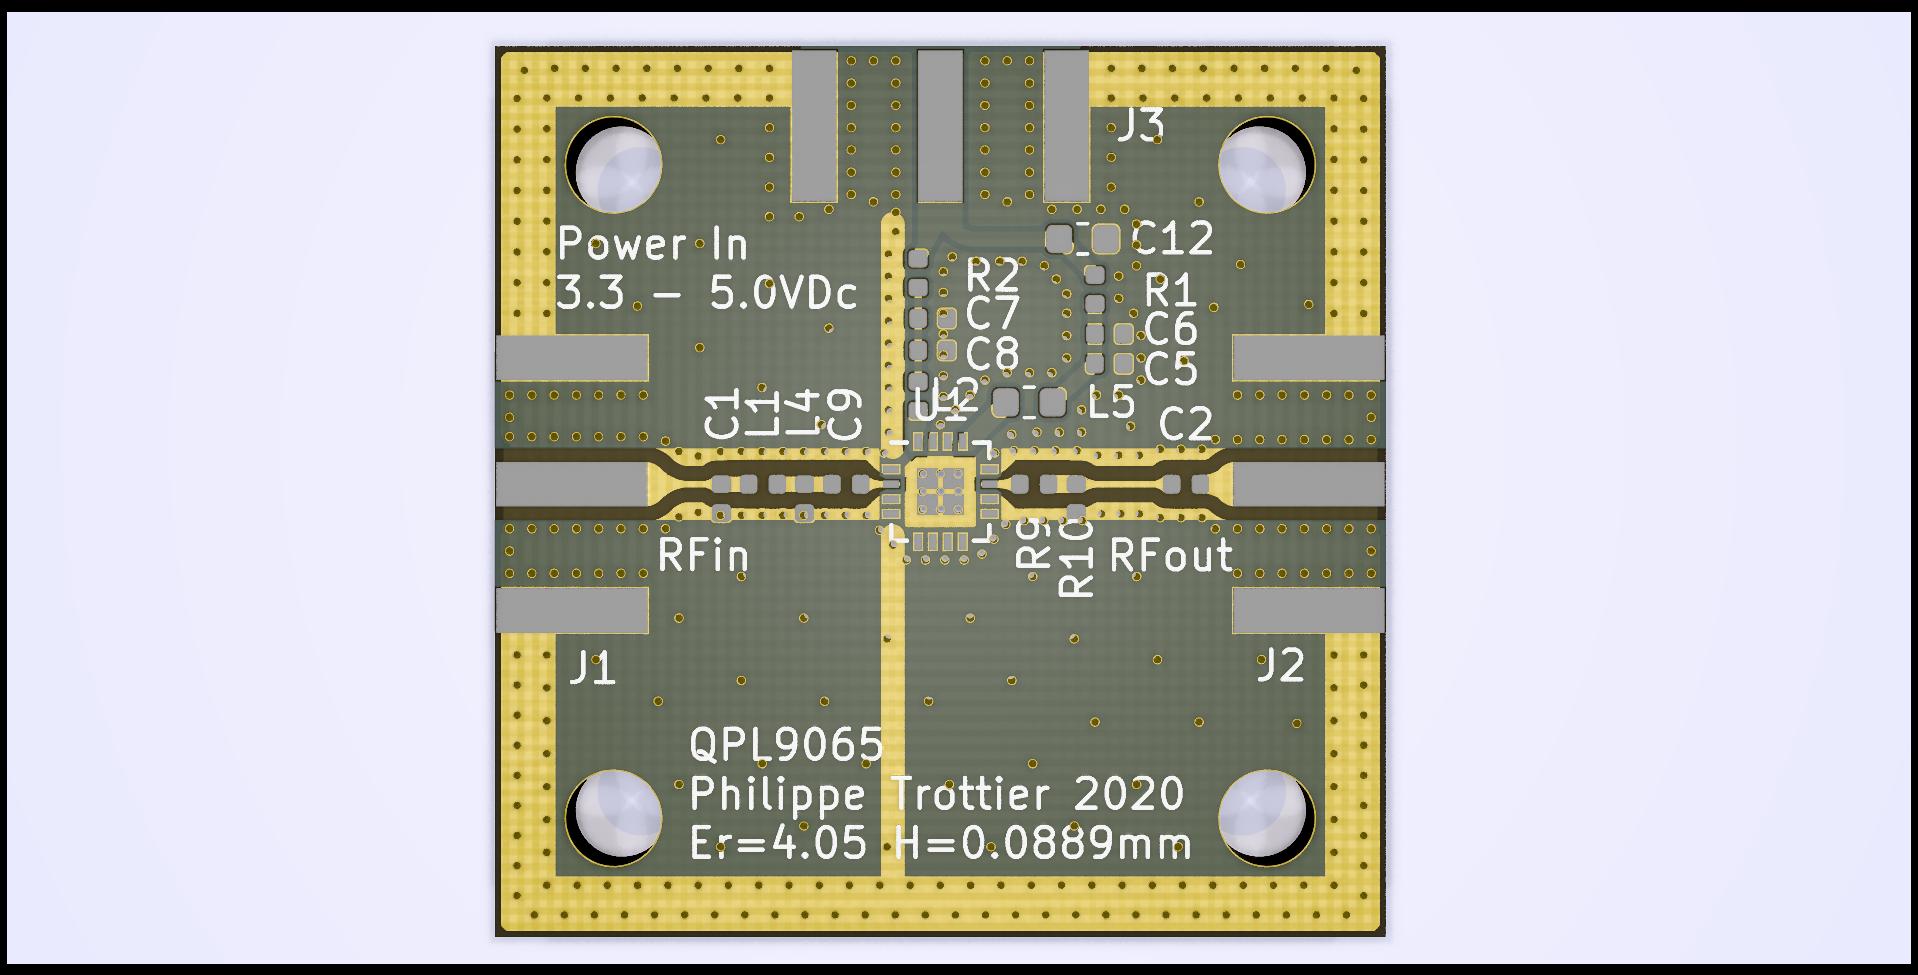 J3
Power In
3.3 - 5.0VDc
C12
R2
R1
C7
C6
C8
C5
C1
L1
L4
C9
L5
C2
RFin
R9
R10
RFout
J1
J2
QPL9065
Philippe Trottier 2020
Er=4.05 H=0.0889mm